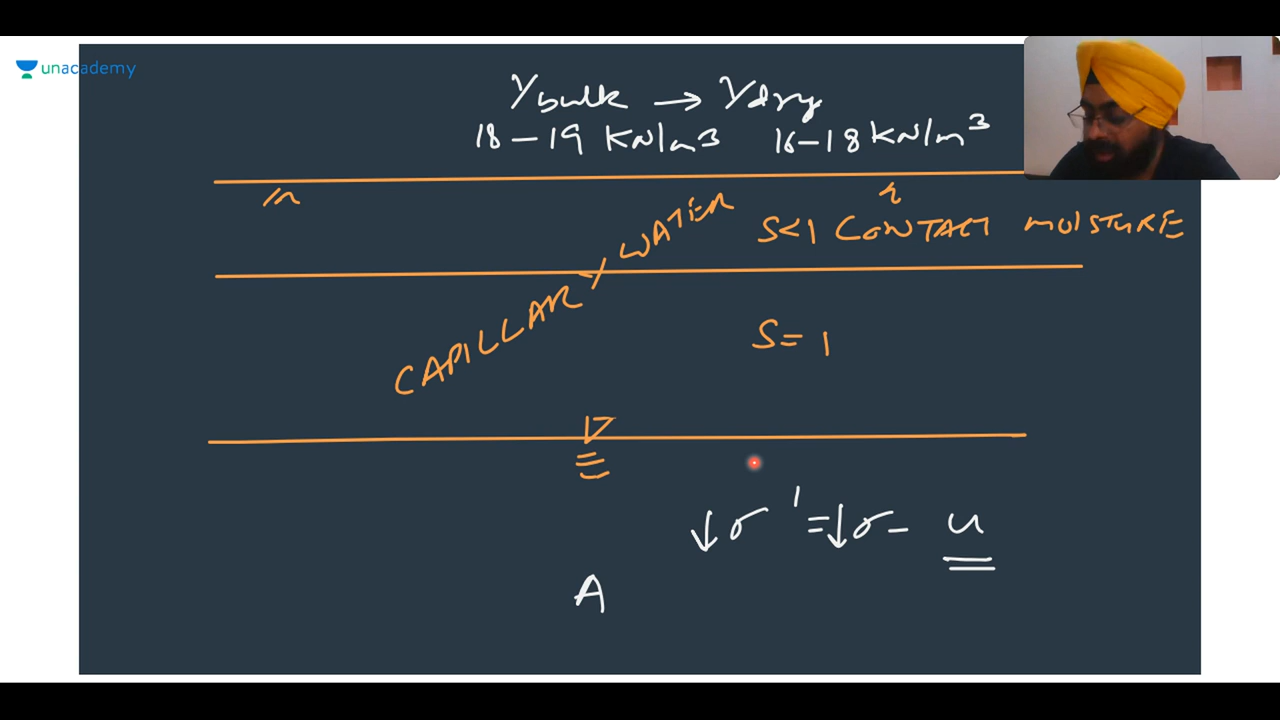 unacademy
γbulk → γdry
18-19 KN/m3 16-18 KN/m³
S<1 CONTACT MOISTURE
CAPILLARY WATER
S= 1
↓σ' = ↓σ - u
A